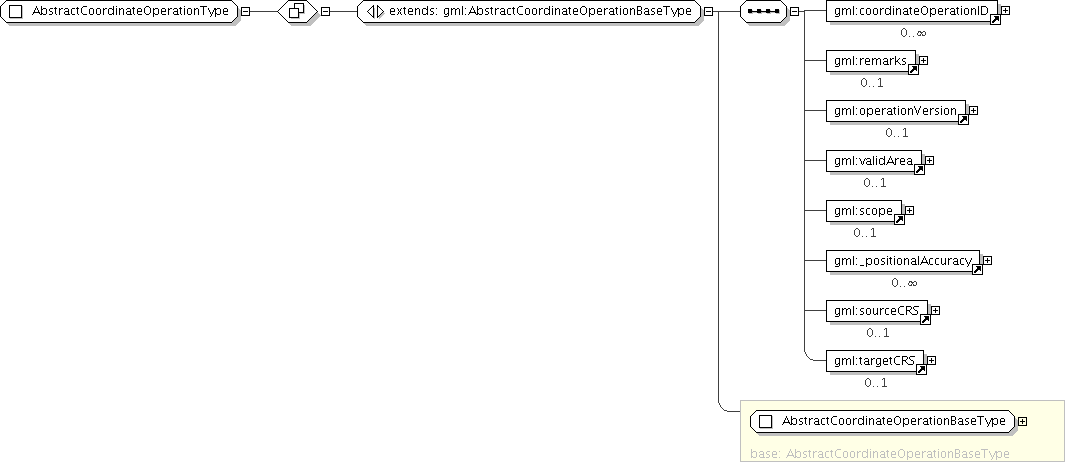 AbstractCoordinateOperationType
extends: gml:AbstractCoordinateOperationBaseType
gml:coordinateOperationID
0..∞
gml:remarks
0..1
gml:operationVersion
0..1
gml:validArea
0..1
gml:scope
0..1
gml:_positionalAccuracy
0..∞
gml:sourceCRS
0..1
gml:targetCRS
0..1
AbstractCoordinateOperationBaseType
base: AbstractCoordinateOperationBaseType